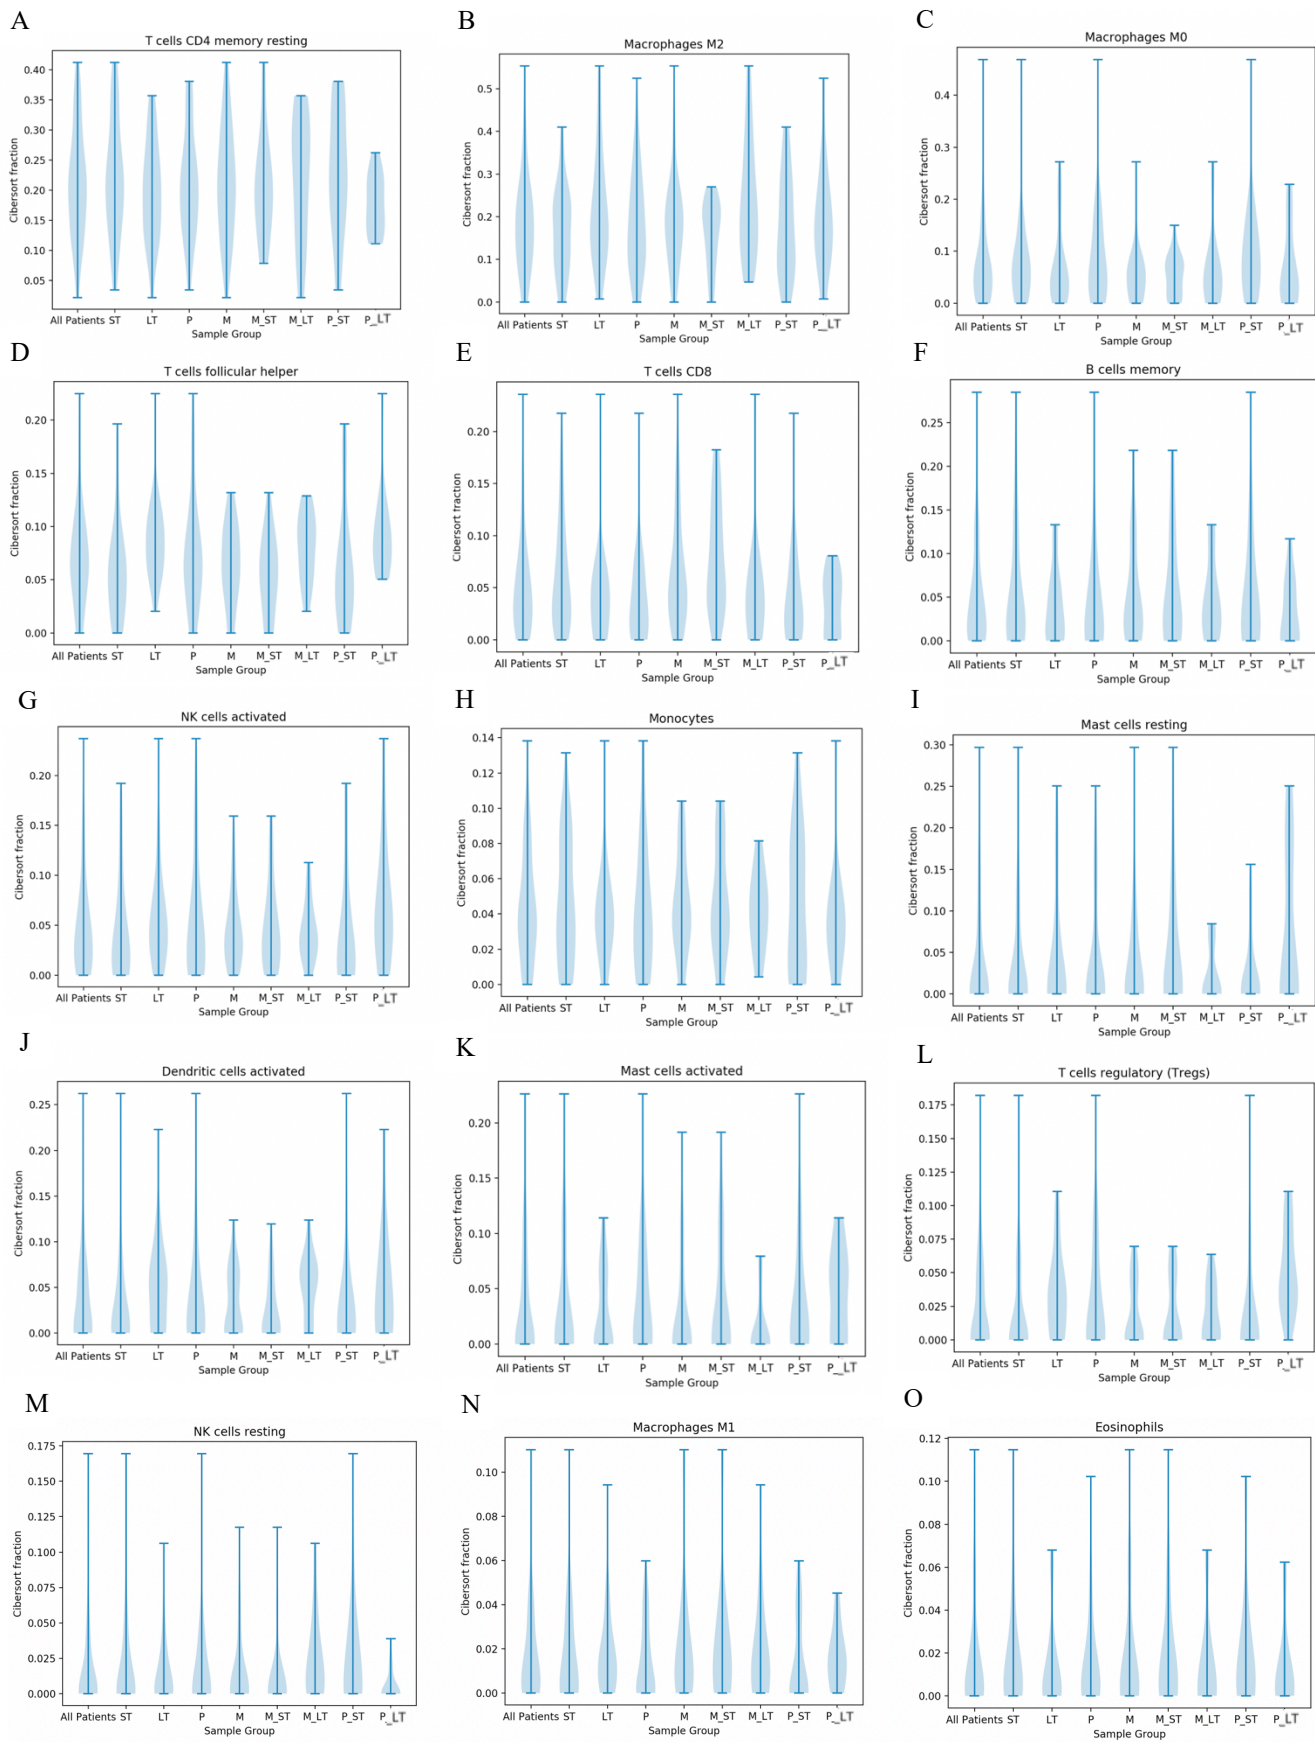 A
T cells CD4 memory resting
Cibersort fraction
0.40
0.35
0.30
0.25
0.20
0.15
0.10
0.05
All Patients ST LT P M M_ST M_LT P_ST P_LT
Sample Group
B
Macrophages M2
Cibersort fraction
0.5
0.4
0.3
0.2
0.1
0.0
All Patients ST LT P M M_ST M_LT P_ST P_LT
Sample Group
C
Macrophages M0
Cibersort fraction
0.4
0.3
0.2
0.1
0.0
All Patients ST LT P M M_ST M_LT P_ST P_LT
Sample Group
D
T cells follicular helper
Cibersort fraction
0.20
0.15
0.10
0.05
0.00
All Patients ST LT P M M_ST M_LT P_ST P_LT
Sample Group
E
T cells CD8
Cibersort fraction
0.20
0.15
0.10
0.05
0.00
All Patients ST LT P M M_ST M_LT P_ST P_LT
Sample Group
F
B cells memory
Cibersort fraction
0.25
0.20
0.15
0.10
0.05
0.00
All Patients ST LT P M M_ST M_LT P_ST P_LT
Sample Group
G
NK cells activated
Cibersort fraction
0.20
0.15
0.10
0.05
0.00
All Patients ST LT P M M_ST M_LT P_ST P_LT
Sample Group
H
Monocytes
Cibersort fraction
0.14
0.12
0.10
0.08
0.06
0.04
0.02
0.00
All Patients ST LT P M M_ST M_LT P_ST P_LT
Sample Group
I
Mast cells resting
Cibersort fraction
0.30
0.25
0.20
0.15
0.10
0.05
0.00
All Patients ST LT P M M_ST M_LT P_ST P_LT
Sample Group
J
Dendritic cells activated
Cibersort fraction
0.25
0.20
0.15
0.10
0.05
0.00
All Patients ST LT P M M_ST M_LT P_ST P_LT
Sample Group
K
Mast cells activated
Cibersort fraction
0.20
0.15
0.10
0.05
0.00
All Patients ST LT P M M_ST M_LT P_ST P_LT
Sample Group
L
T cells regulatory (Tregs)
Cibersort fraction
0.175
0.150
0.125
0.100
0.075
0.050
0.025
0.000
All Patients ST LT P M M_ST M_LT P_ST P_LT
Sample Group
M
NK cells resting
Cibersort fraction
0.175
0.150
0.125
0.100
0.075
0.050
0.025
0.000
All Patients ST LT P M M_ST M_LT P_ST P_LT
Sample Group
N
Macrophages M1
Cibersort fraction
0.10
0.08
0.06
0.04
0.02
0.00
All Patients ST LT P M M_ST M_LT P_ST P_LT
Sample Group
O
Eosinophils
Cibersort fraction
0.12
0.10
0.08
0.06
0.04
0.02
0.00
All Patients ST LT P M M_ST M_LT P_ST P_LT
Sample Group